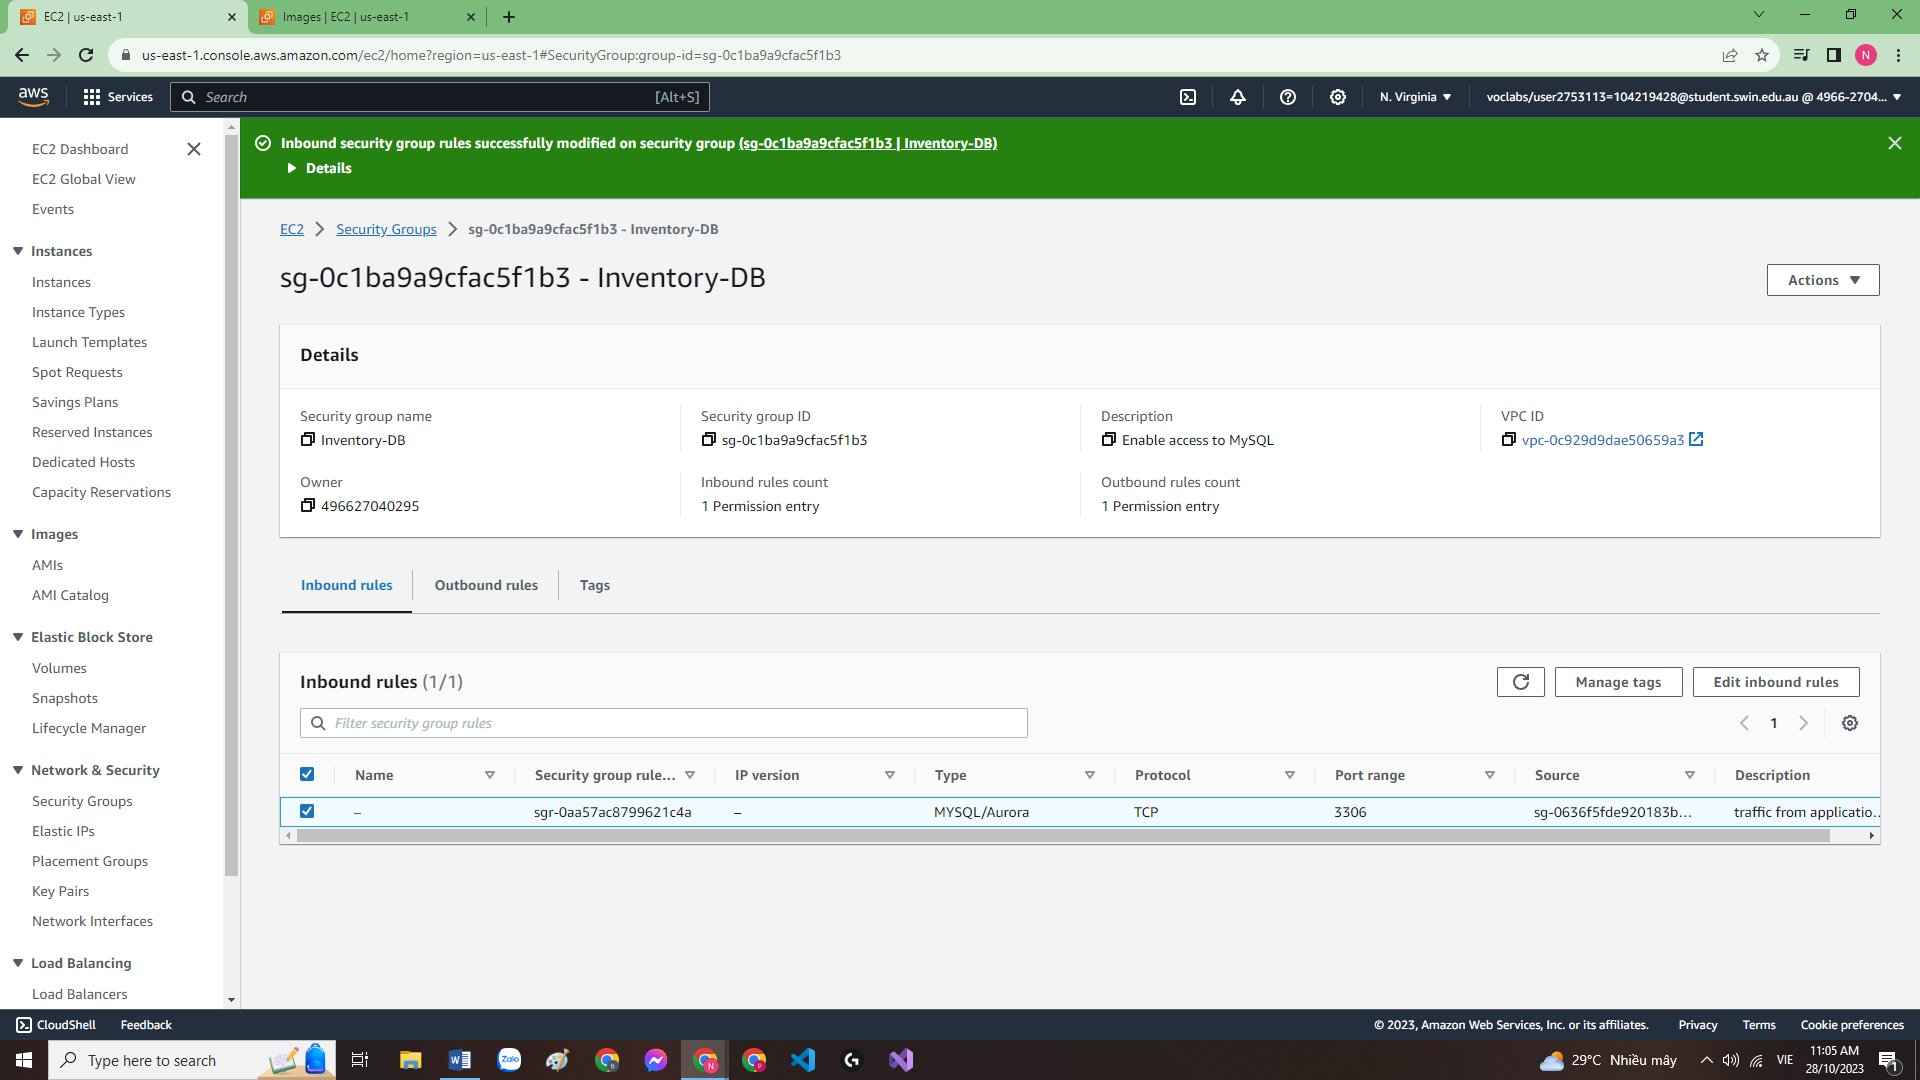 EC2 | us-east-1
Images | EC2 | us-east-1
us-east-1.console.aws.amazon.com/ec2/home?region=us-east-1#SecurityGroup:group-id=sg-0c1ba9a9cfac5f1b3
N
aws
Services
Search
[Alt+S]
N. Virginia
voclabs/user2753113=104219428@student.swin.edu.au @ 4966-2704...
EC2 Dashboard
EC2 Global View
Events
Instances
Instances
Instance Types
Launch Templates
Spot Requests
Savings Plans
Reserved Instances
Dedicated Hosts
Capacity Reservations
Images
AMIs
AMI Catalog
Elastic Block Store
Volumes
Snapshots
Lifecycle Manager
Network & Security
Security Groups
Elastic IPs
Placement Groups
Key Pairs
Network Interfaces
Load Balancing
Load Balancers
Inbound security group rules successfully modified on security group (sg-0c1ba9a9cfac5f1b3 | Inventory-DB)
Details
EC2
Security Groups
sg-0c1ba9a9cfac5f1b3 - Inventory-DB
sg-0c1ba9a9cfac5f1b3 - Inventory-DB
Actions
Details
Security group name
Inventory-DB
Security group ID
sg-0c1ba9a9cfac5f1b3
Description
Enable access to MySQL
VPC ID
vpc-0c929d9dae50659a3
Owner
496627040295
Inbound rules count
1 Permission entry
Outbound rules count
1 Permission entry
Inbound rules
Outbound rules
Tags
Inbound rules (1/1)
Manage tags
Edit inbound rules
Filter security group rules
1
Name
Security group rule...
IP version
Type
Protocol
Port range
Source
Description
–
sgr-0aa57ac8799621c4a
–
MYSQL/Aurora
TCP
3306
sg-0636f5fde920183b...
traffic from applicatio...
CloudShell
Feedback
© 2023, Amazon Web Services, Inc. or its affiliates.
Privacy
Terms
Cookie preferences
Type here to search
Zalo
29°C Nhiều mây
VIE
11:05 AM
28/10/2023
1